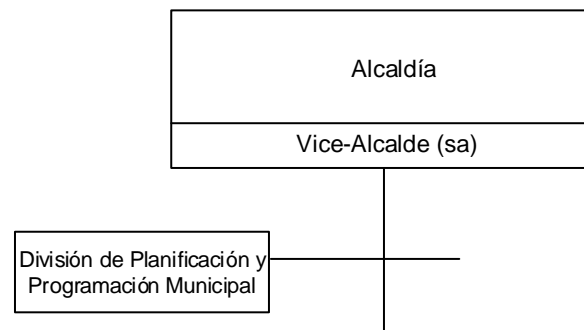 Alcaldía
Vice-Alcalde (sa)
División de Planificación y
Programación Municipal